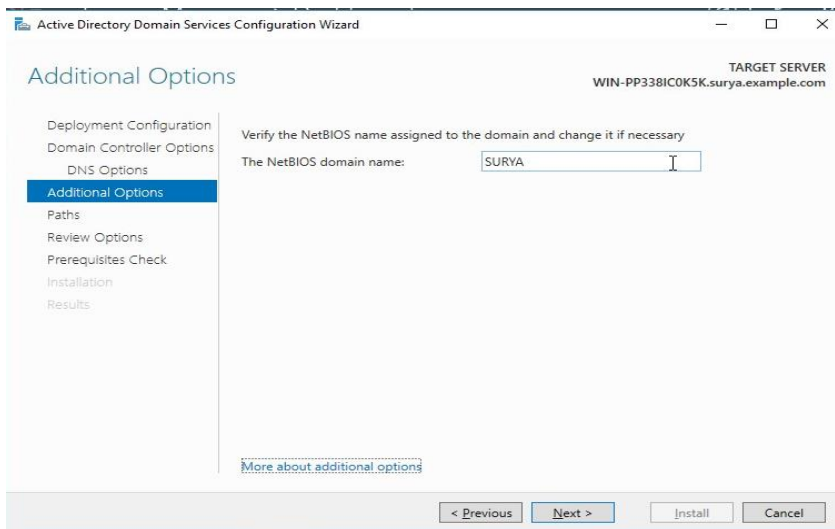 Active Directory Domain Services Configuration Wizard
Additional Options
TARGET SERVER
WIN-PP338IC0K5K.surya.example.com
Deployment Configuration
Domain Controller Options
DNS Options
Additional Options
Paths
Review Options
Prerequisites Check
Installation
Results
Verify the NetBIOS name assigned to the domain and change it if necessary
The NetBIOS domain name: SURYA
More about additional options
< Previous Next > Install Cancel